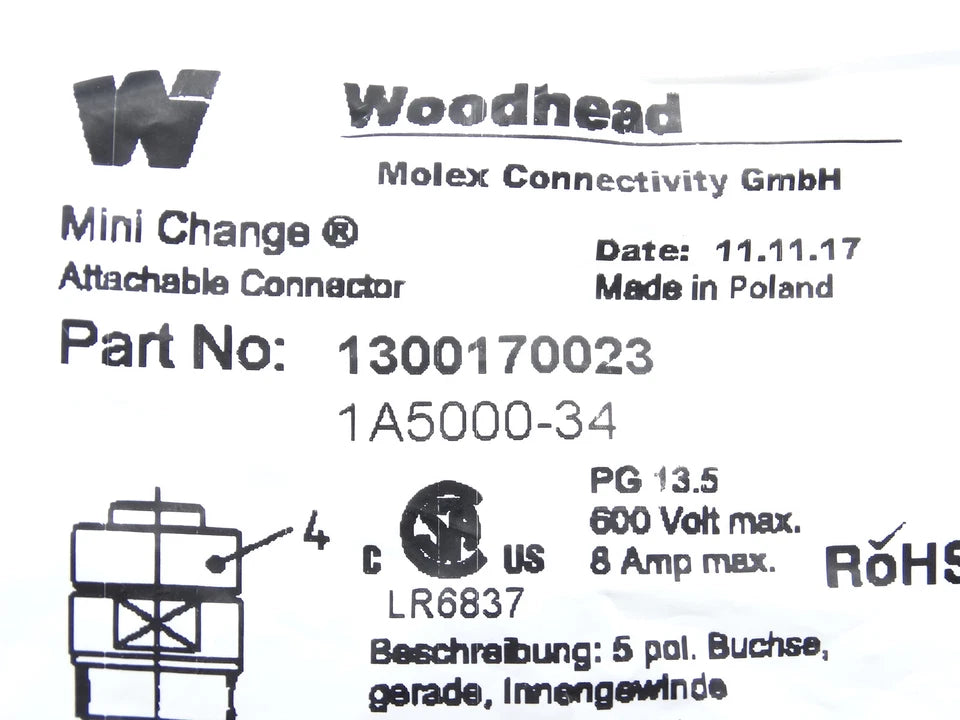 Woodhead
Molex Connectivity GmbH
Mini Change ®
Attachable Connector
Date: 11.11.17
Made in Poland
Part No: 1300170023
1A5000-34
PG 13.5
600 Volt max.
8 Amp max.
4
C US
LR6837
RoHS
Beschreibung: 5 pol. Buchse,
gerade, Innengewinde